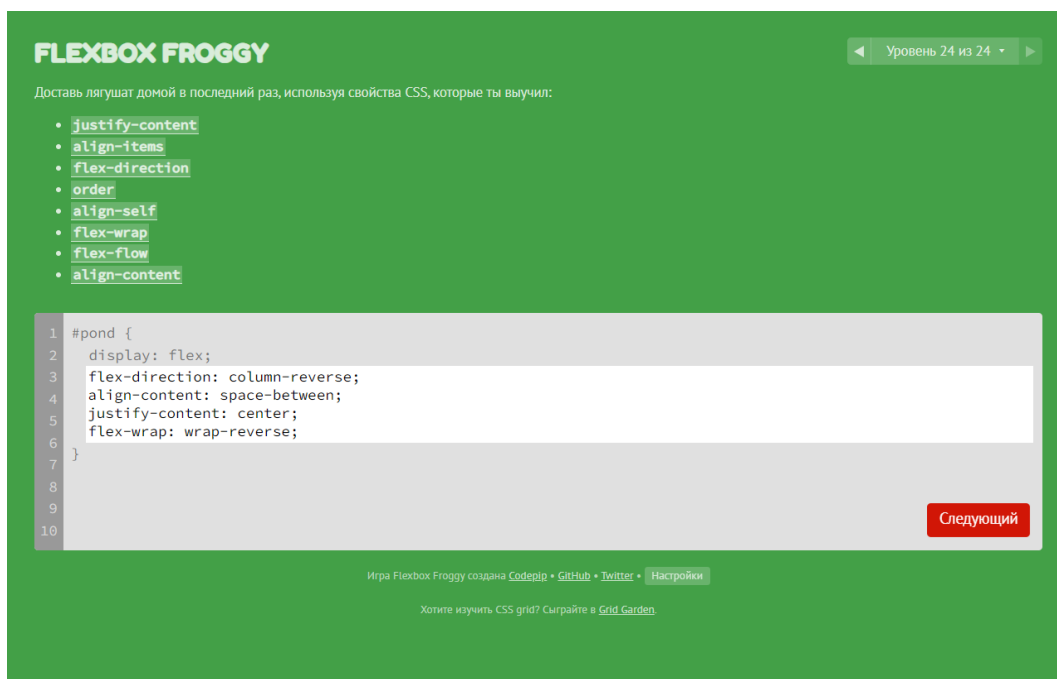 FLEXBOX FROGGY
◀ Уровень 24 из 24 ▾ ▶
Доставь лягушат домой в последний раз, используя свойства CSS, которые ты выучил:
• justify-content
• align-items
• flex-direction
• order
• align-self
• flex-wrap
• flex-flow
• align-content
1 #pond {
2 display: flex;
3 flex-direction: column-reverse;
4 align-content: space-between;
5 justify-content: center;
6 flex-wrap: wrap-reverse;
7 }
8
9
10
Следующий
Игра Flexbox Froggy создана Codepip • GitHub • Twitter • Настройки
Хотите изучить CSS grid? Сыграйте в Grid Garden.